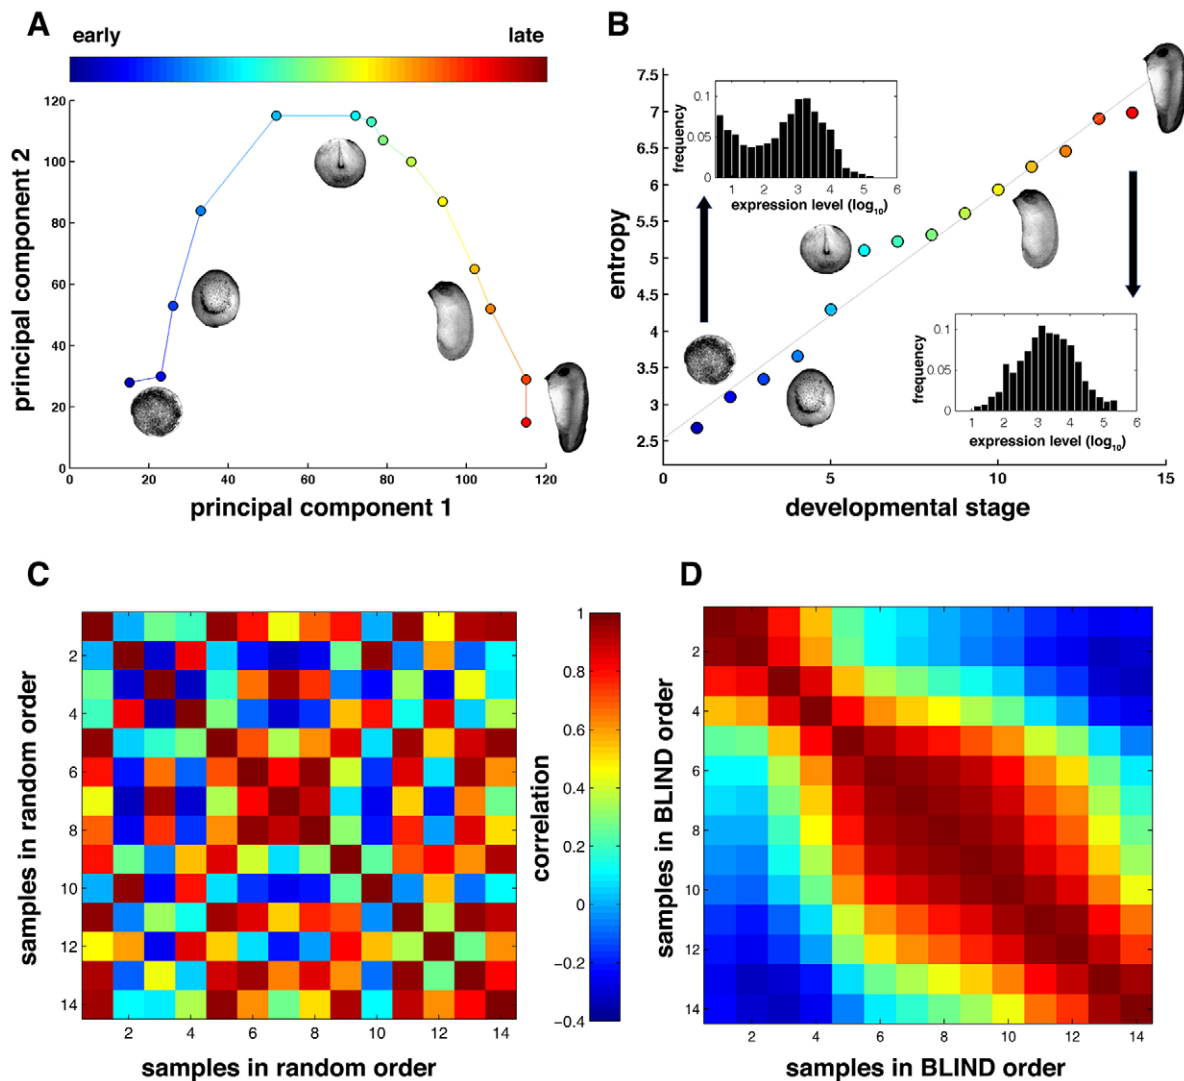 A
early late
120
100
80
60
40
20
0
principal component 2
0 20 40 60 80 100 120
principal component 1
B
7.5
7
6.5
6
5.5
5
4.5
4
3.5
3
2.5
entropy
0 5 10 15
developmental stage
0.1
0.05
0
frequency
1 2 3 4 5 6
expression level (log10)
0.1
0.05
0
frequency
1 2 3 4 5 6
expression level (log10)
C
2
4
6
8
10
12
14
samples in random order
2 4 6 8 10 12 14
samples in random order
1
0.8
0.6
0.4
0.2
0
−0.2
−0.4
correlation
D
2
4
6
8
10
12
14
samples in BLIND order
2 4 6 8 10 12 14
samples in BLIND order